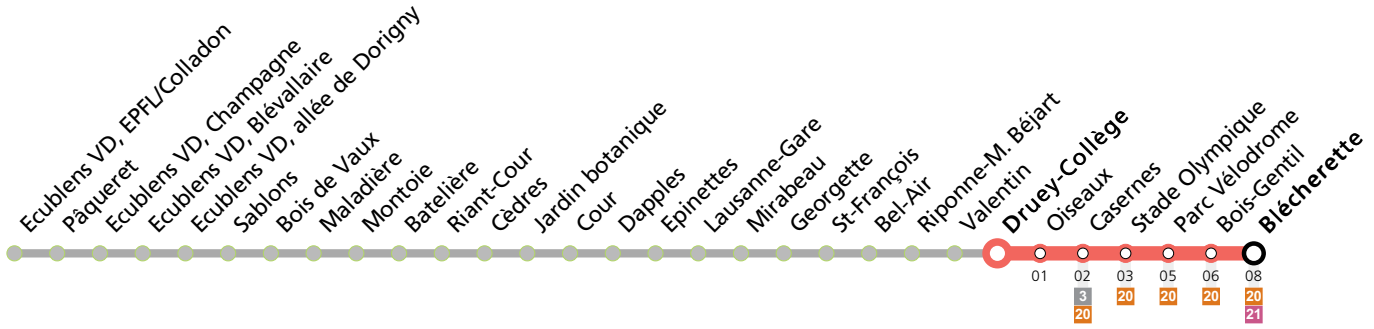 Ecublens VD, EPFL/Colladon
Pâqueret
Ecublens VD, Champagne
Ecublens VD, Blévallaire
Ecublens VD, allée de Dorigny
Sablons
Bois de Vaux
Maladière
Montoie
Batelière
Riant-Cour
Cèdres
Jardin botanique
Cour
Dapples
Epinettes
Lausanne-Gare
Mirabeau
Georgette
St-François
Bel-Air
Riponne-M. Béjart
Valentin
Druey-Collège
Oiseaux
Casernes
Stade Olympique
Parc Vélodrome
Bois-Gentil
Blécherette
01 02 03 05 06 08
3 20 20 20 20
20 21